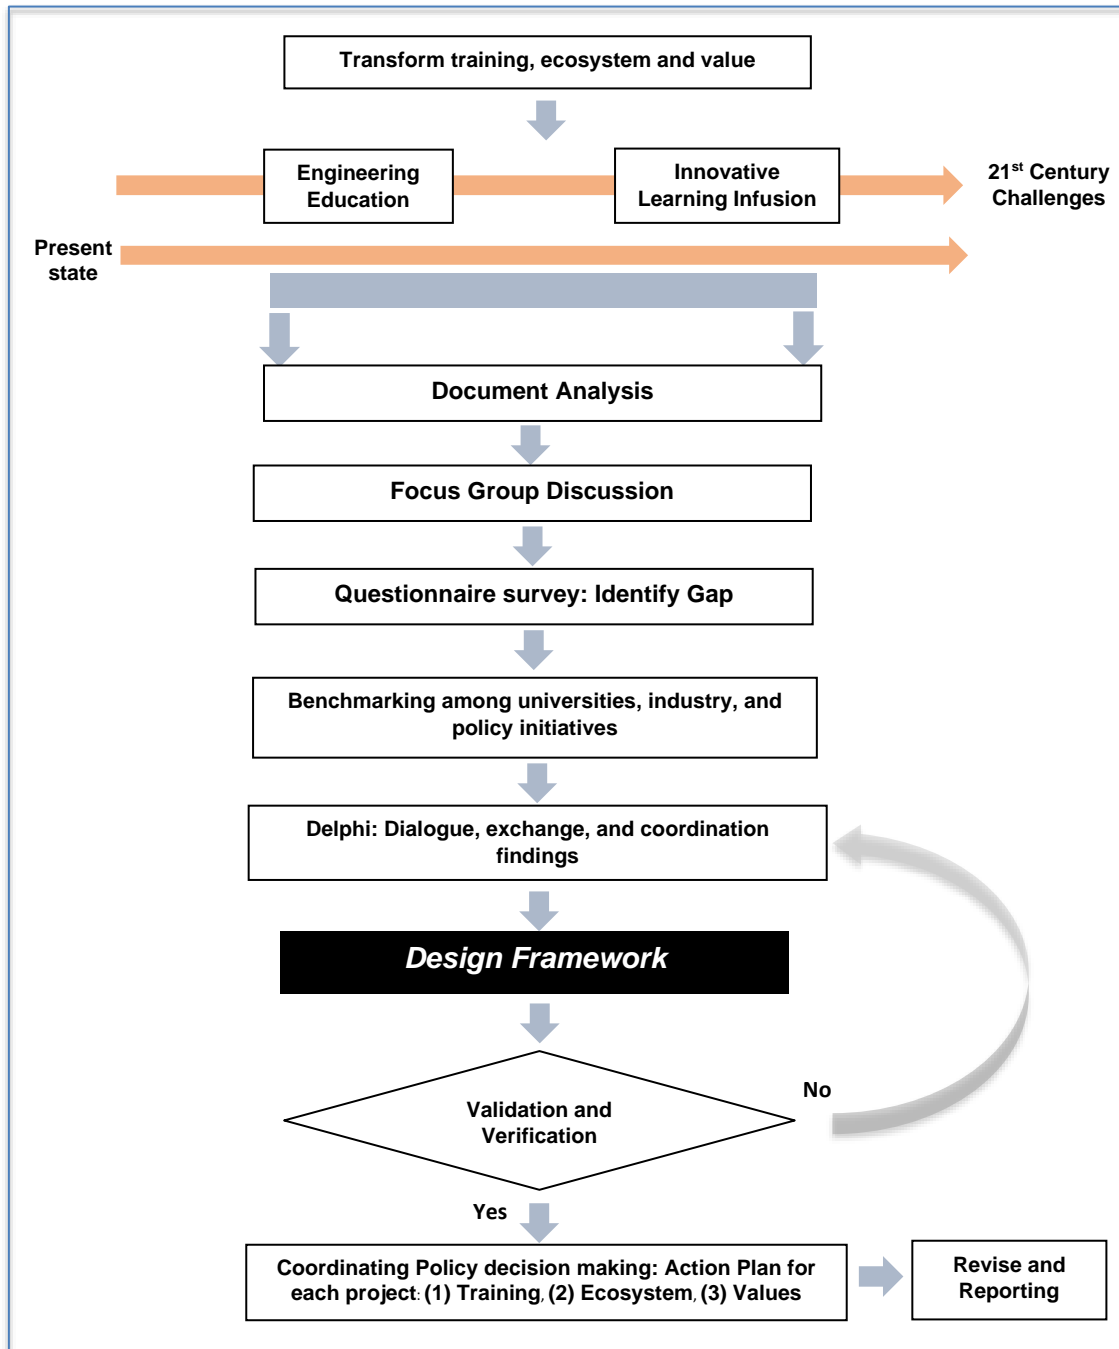 Transform training, ecosystem and value
Engineering
Education
Innovative
Learning Infusion
21st Century
Challenges
Present
state
Document Analysis
Focus Group Discussion
Questionnaire survey: Identify Gap
Benchmarking among universities, industry, and
policy initiatives
Delphi: Dialogue, exchange, and coordination
findings
Design Framework
Validation and
Verification
No
Yes
Coordinating Policy decision making: Action Plan for
each project: (1) Training, (2) Ecosystem, (3) Values
Revise and
Reporting